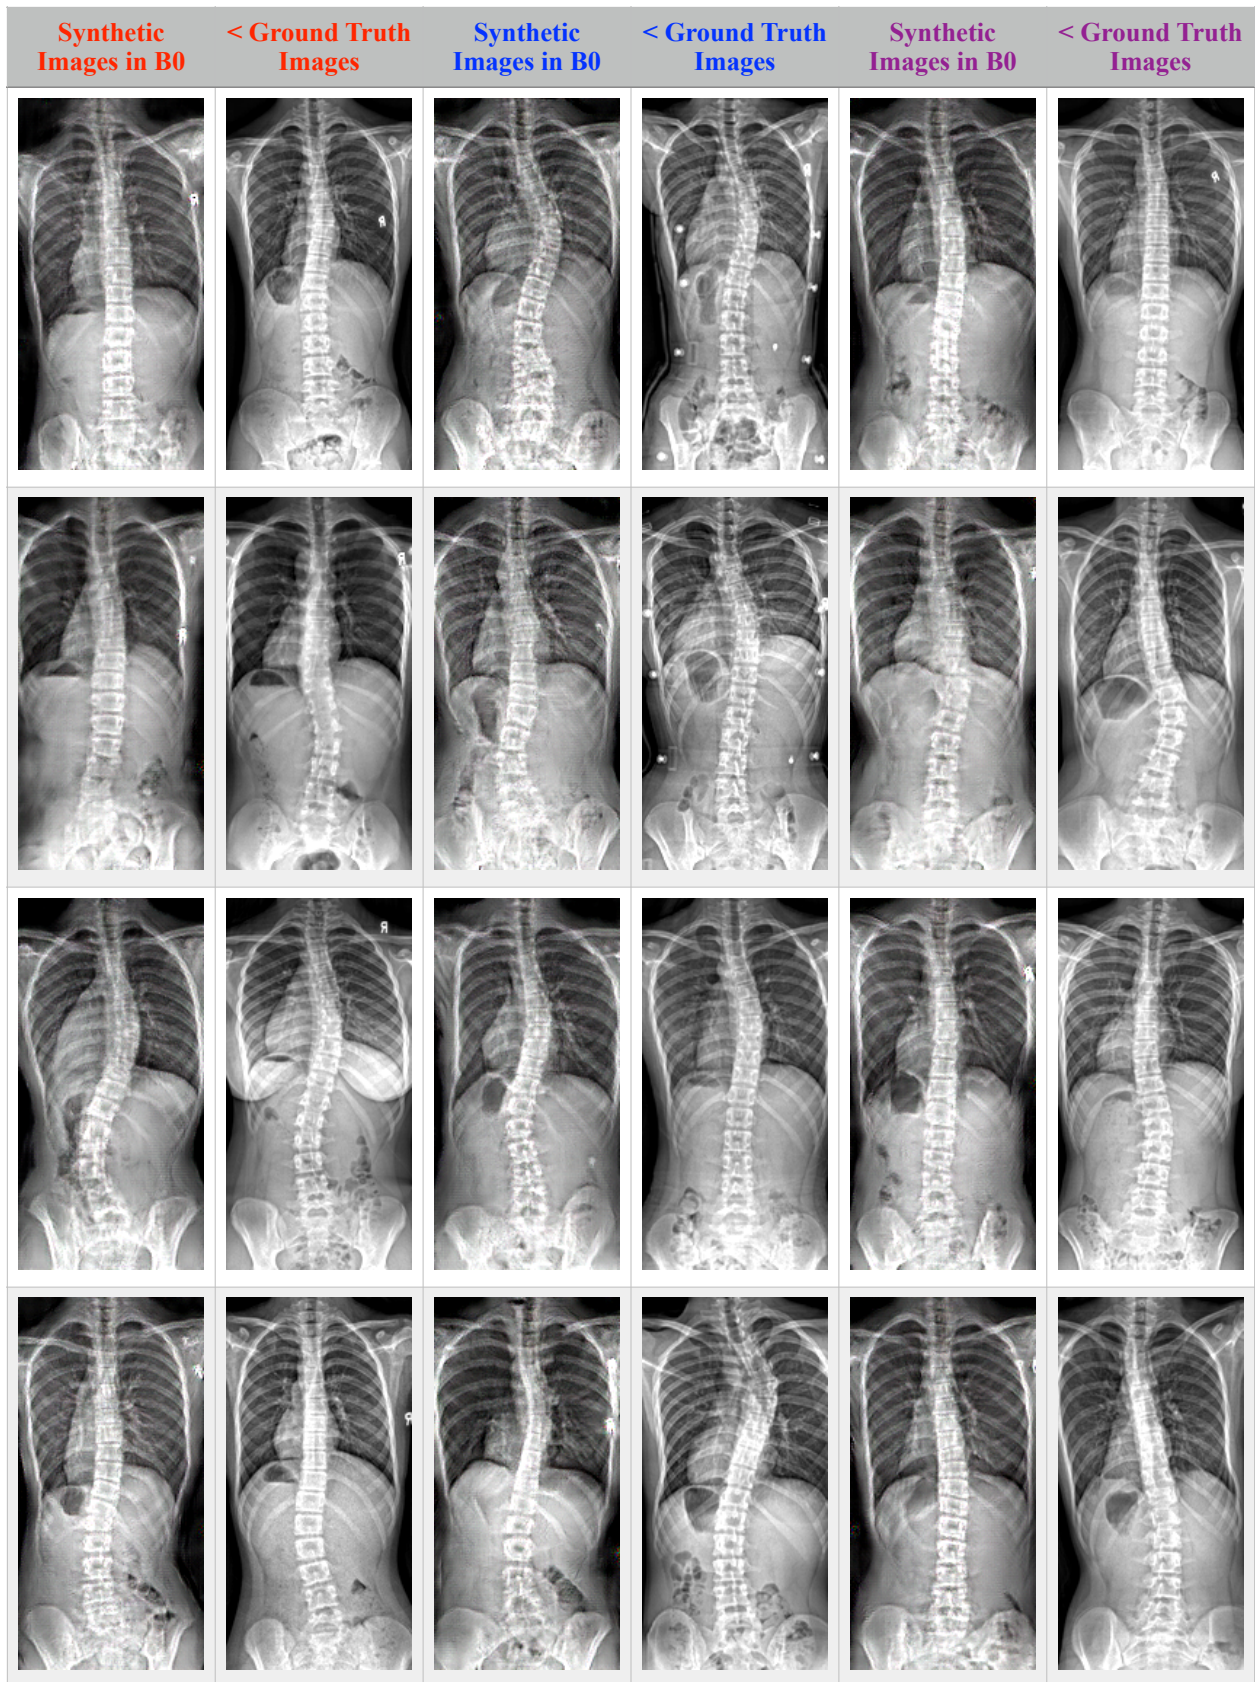 Synthetic
Images in B0
< Ground Truth
Images
Synthetic
Images in B0
< Ground Truth
Images
Synthetic
Images in B0
< Ground Truth
Images